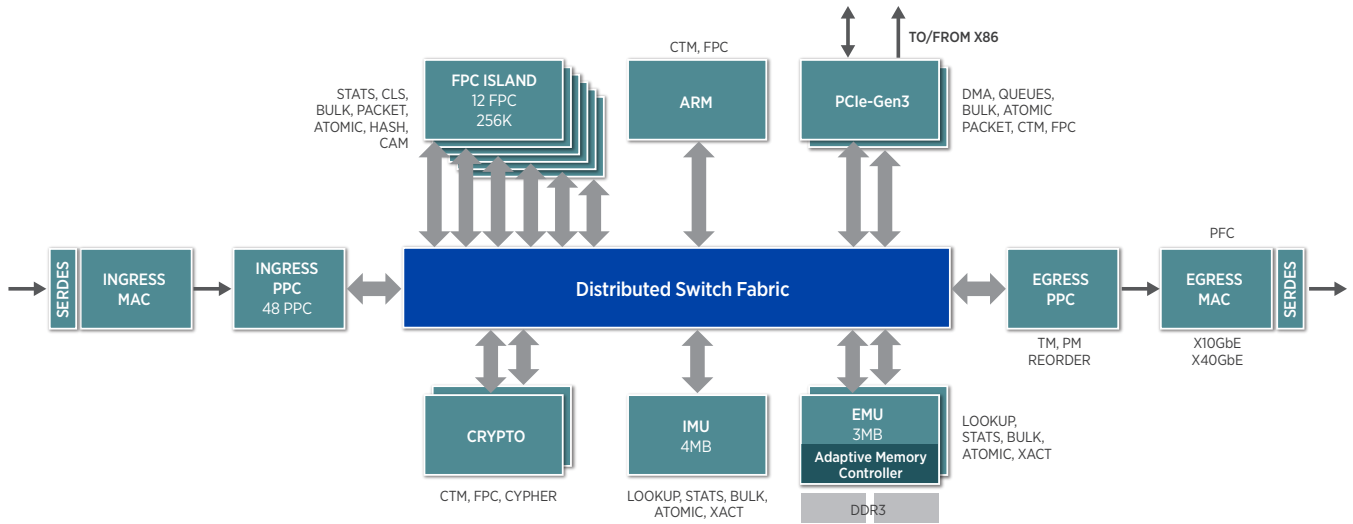 TO/FROM X86
CTM, FPC
STATS, CLS,
BULK, PACKET,
ATOMIC, HASH,
CAM
FPC ISLAND
12 FPC
256K
ARM
PCIe-Gen3
DMA, QUEUES,
BULK, ATOMIC
PACKET, CTM, FPC
PFC
SERDES
INGRESS
MAC
INGRESS
PPC
48 PPC
Distributed Switch Fabric
EGRESS
PPC
EGRESS
MAC
SERDES
TM, PM
REORDER
X10GbE
X40GbE
CRYPTO
IMU
4MB
EMU
3MB
Adaptive Memory
Controller
LOOKUP,
STATS, BULK,
ATOMIC, XACT
CTM, FPC, CYPHER
LOOKUP, STATS, BULK,
ATOMIC, XACT
DDR3